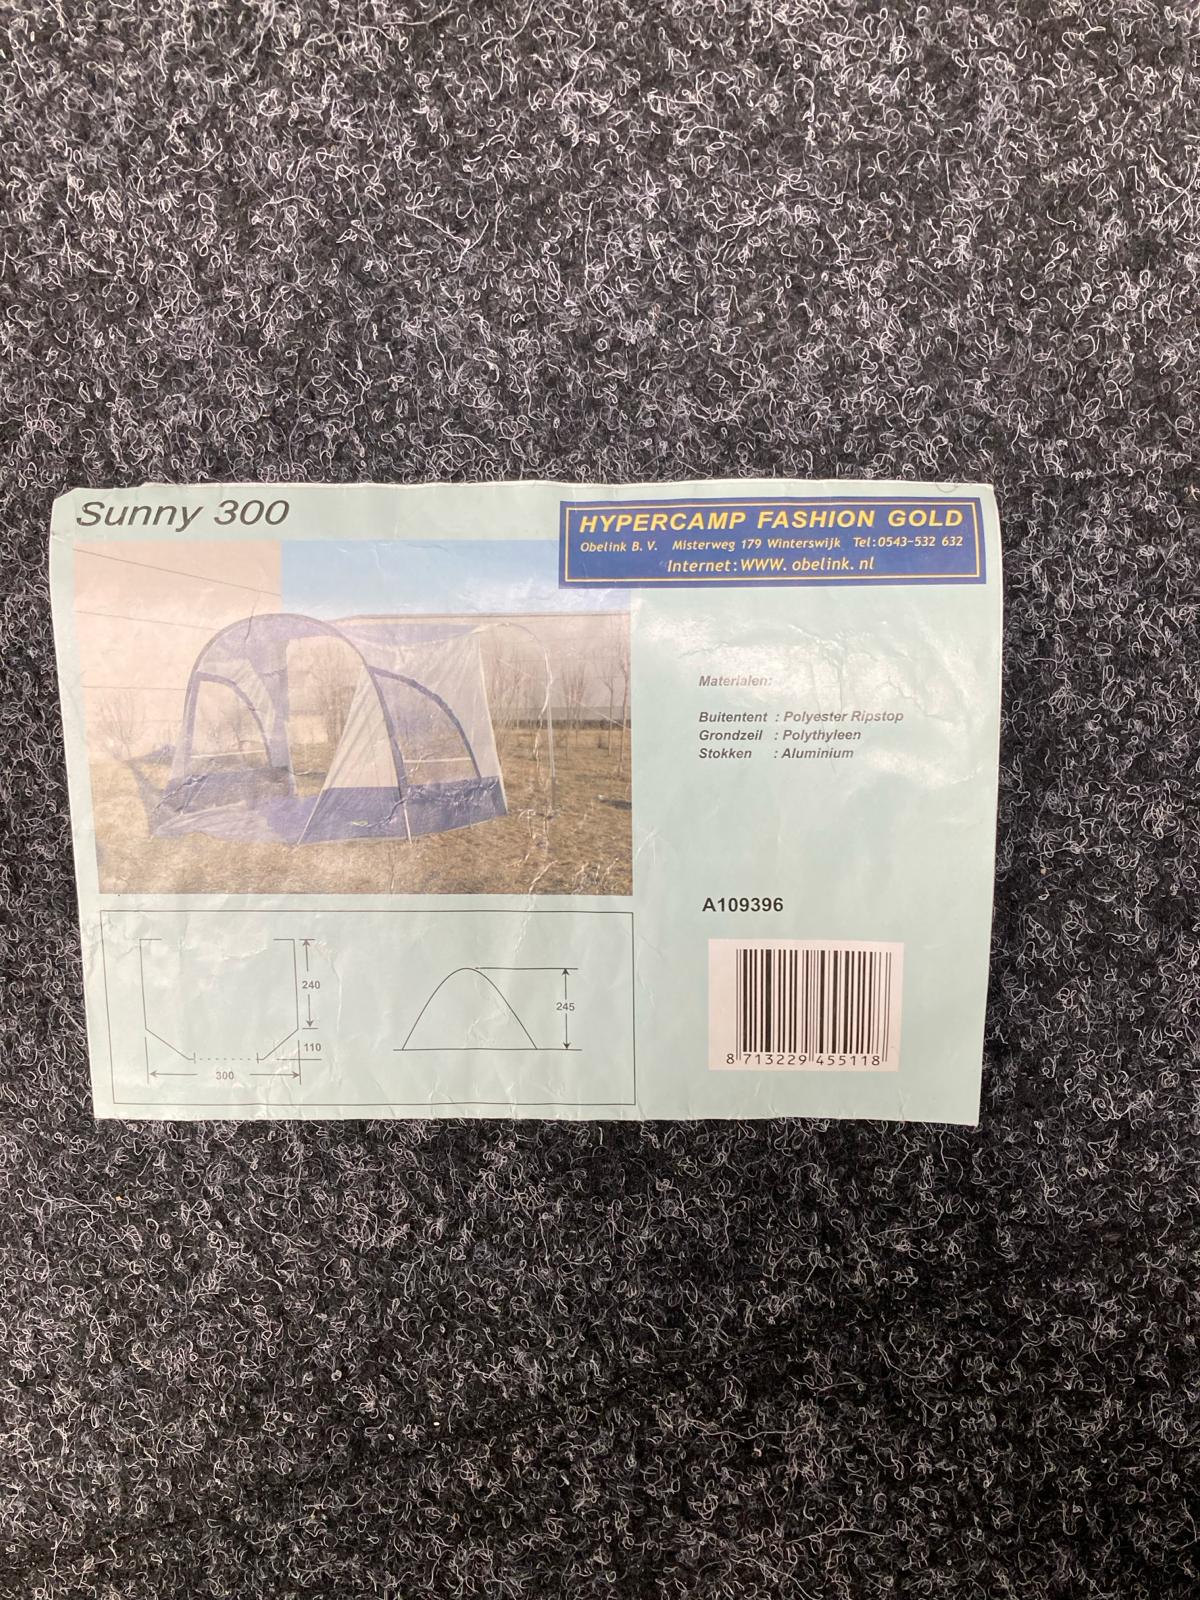 Sunny 300
HYPERCAMP FASHION GOLD
Obelink B. V. Misterweg 179 Winterswijk Tel:0543-532 632
Internet:WWW. obelink. nl
Materialen:
Buitentent : Polyester Ripstop
Grondzeil : Polythyleen
Stokken : Aluminium
A109396
8 713229 455118
240
110
300
245